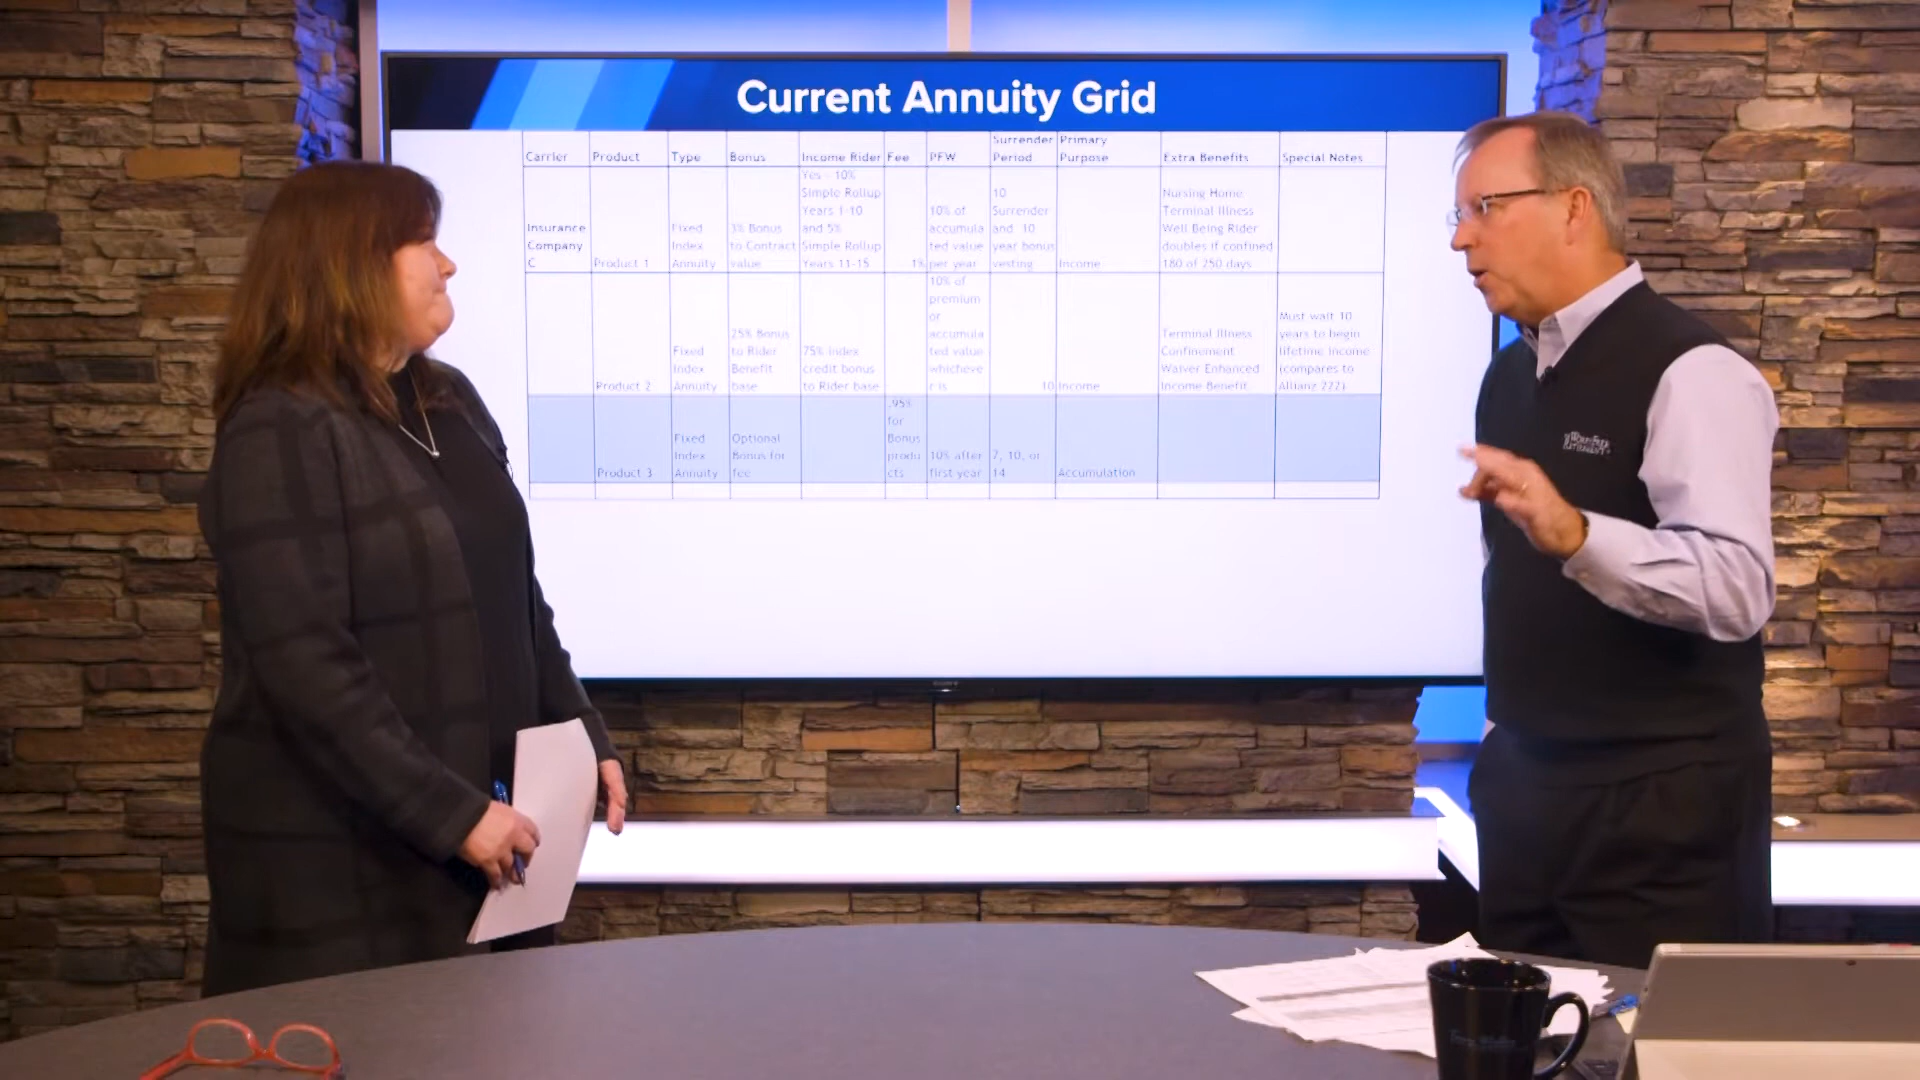 Current Annuity Grid
Carrier Product Type Bonus Income Rider Fee PFW Surrender Period Primary Purpose Extra Benefits Special Notes
Insurance
Company
C
Product 1
Fixed
Index
Annuity
3% Bonus
to Contract
value
Yes - 10%
Simple Rollup
Years 1-10
and 5%
Simple Rollup
Years 11-15
1%
10% of
accumula
ted value
per year
10
Surrender
and 10
year bonus
vesting
Income
Nursing Home
Terminal Illness
Well Being Rider
doubles if confined
180 of 250 days
Product 2
Fixed
Index
Annuity
25% Bonus
to Rider
Benefit
base
75% index
credit bonus
to Rider base
10% of
premium
or
accumula
ted value
whicheve
r is
10
Income
Terminal Illness
Confinement
Waiver Enhanced
Income Benefit
Must wait 10
years to begin
lifetime income
(compares to
Allianz 222)
Product 3
Fixed
Index
Annuity
Optional
Bonus for
fee
.95%
for
Bonus
produ
cts
10% after
first year
7, 10, or
14
Accumulation
SONY